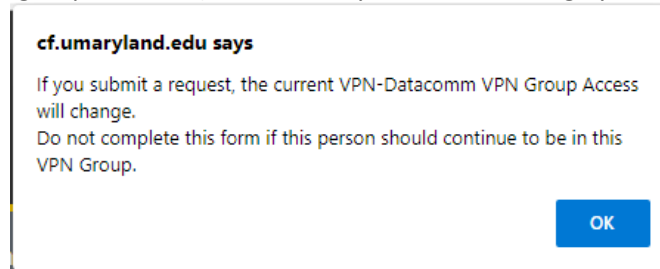 cf.umaryland.edu says
If you submit a request, the current VPN-Datacomm VPN Group Access
will change.
Do not complete this form if this person should continue to be in this
VPN Group.
OK